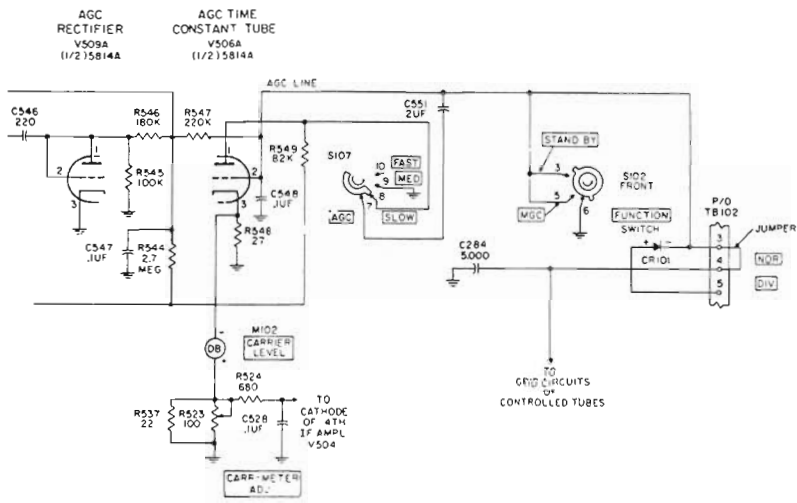 AGC
RECTIFIER
V509A
(1/2)5814A
AGC TIME
CONSTANT TUBE
V506A
(1/2)5814A
AGC LINE
C546
220
R546
180K
R547
220K
C551
2UF
1
2
3
R545
100K
1
2
3
R549
82K
S107
10
FAST
9
MED
8
7
AGC
SLOW
STAND BY
3
S102
FRONT
5
MGC
6
FUNCTION
SWITCH
P/O
TB102
JUMPER
C548
.1UF
R548
27
C547
.1UF
R544
2.7
MEG
C284
5,000
+
-
CR101
3
4
5
NOR
DIV
-
M102
DB
CARRIER
LEVEL
+
R524
680
R537
22
R523
100
C528
.1UF
TO
CATHODE
OF 4TH
IF AMPL
V504
TO
GRID CIRCUITS
OF
CONTROLLED TUBES
CARR-METER
ADJ